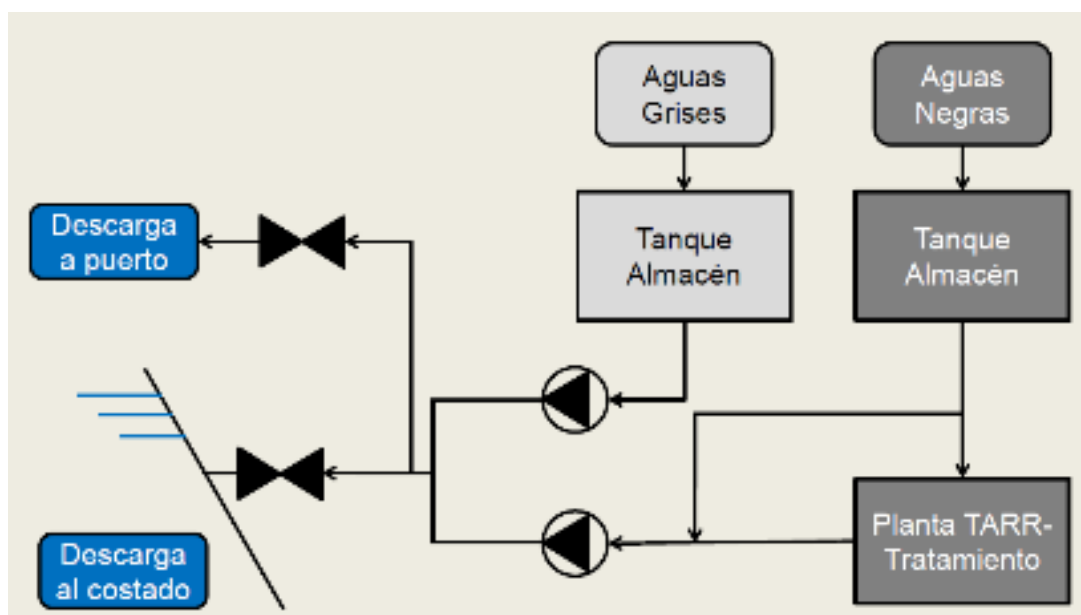 Aguas
Grises
Aguas
Negras
Descarga
a puerto
Tanque
Almacén
Tanque
Almacén
Planta TARR-
Tratamiento
Descarga
al costado